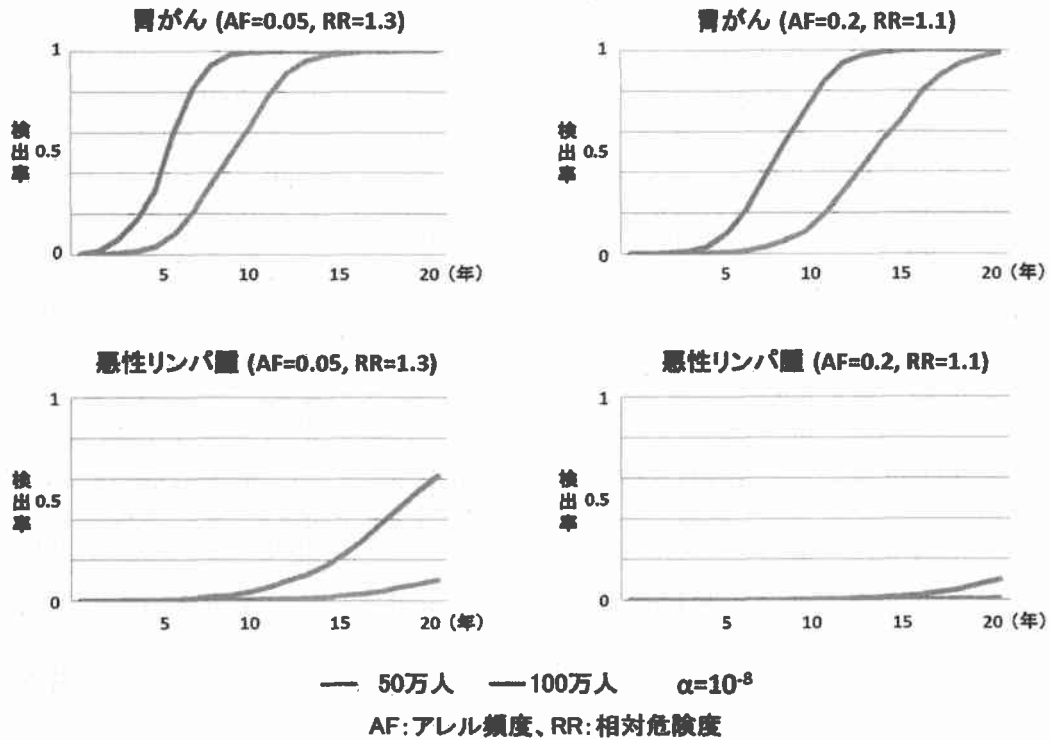 胃がん (AF=0.05, RR=1.3)
1
検出率
0.5
0
5 10 15 20 (年)
胃がん (AF=0.2, RR=1.1)
1
検出率
0.5
0
5 10 15 20 (年)
悪性リンパ腫 (AF=0.05, RR=1.3)
1
検出率
0.5
0
5 10 15 20 (年)
悪性リンパ腫 (AF=0.2, RR=1.1)
1
検出率
0.5
0
5 10 15 20 (年)
50万人 100万人 α=10⁻⁸
AF:アレル頻度、RR:相対危険度